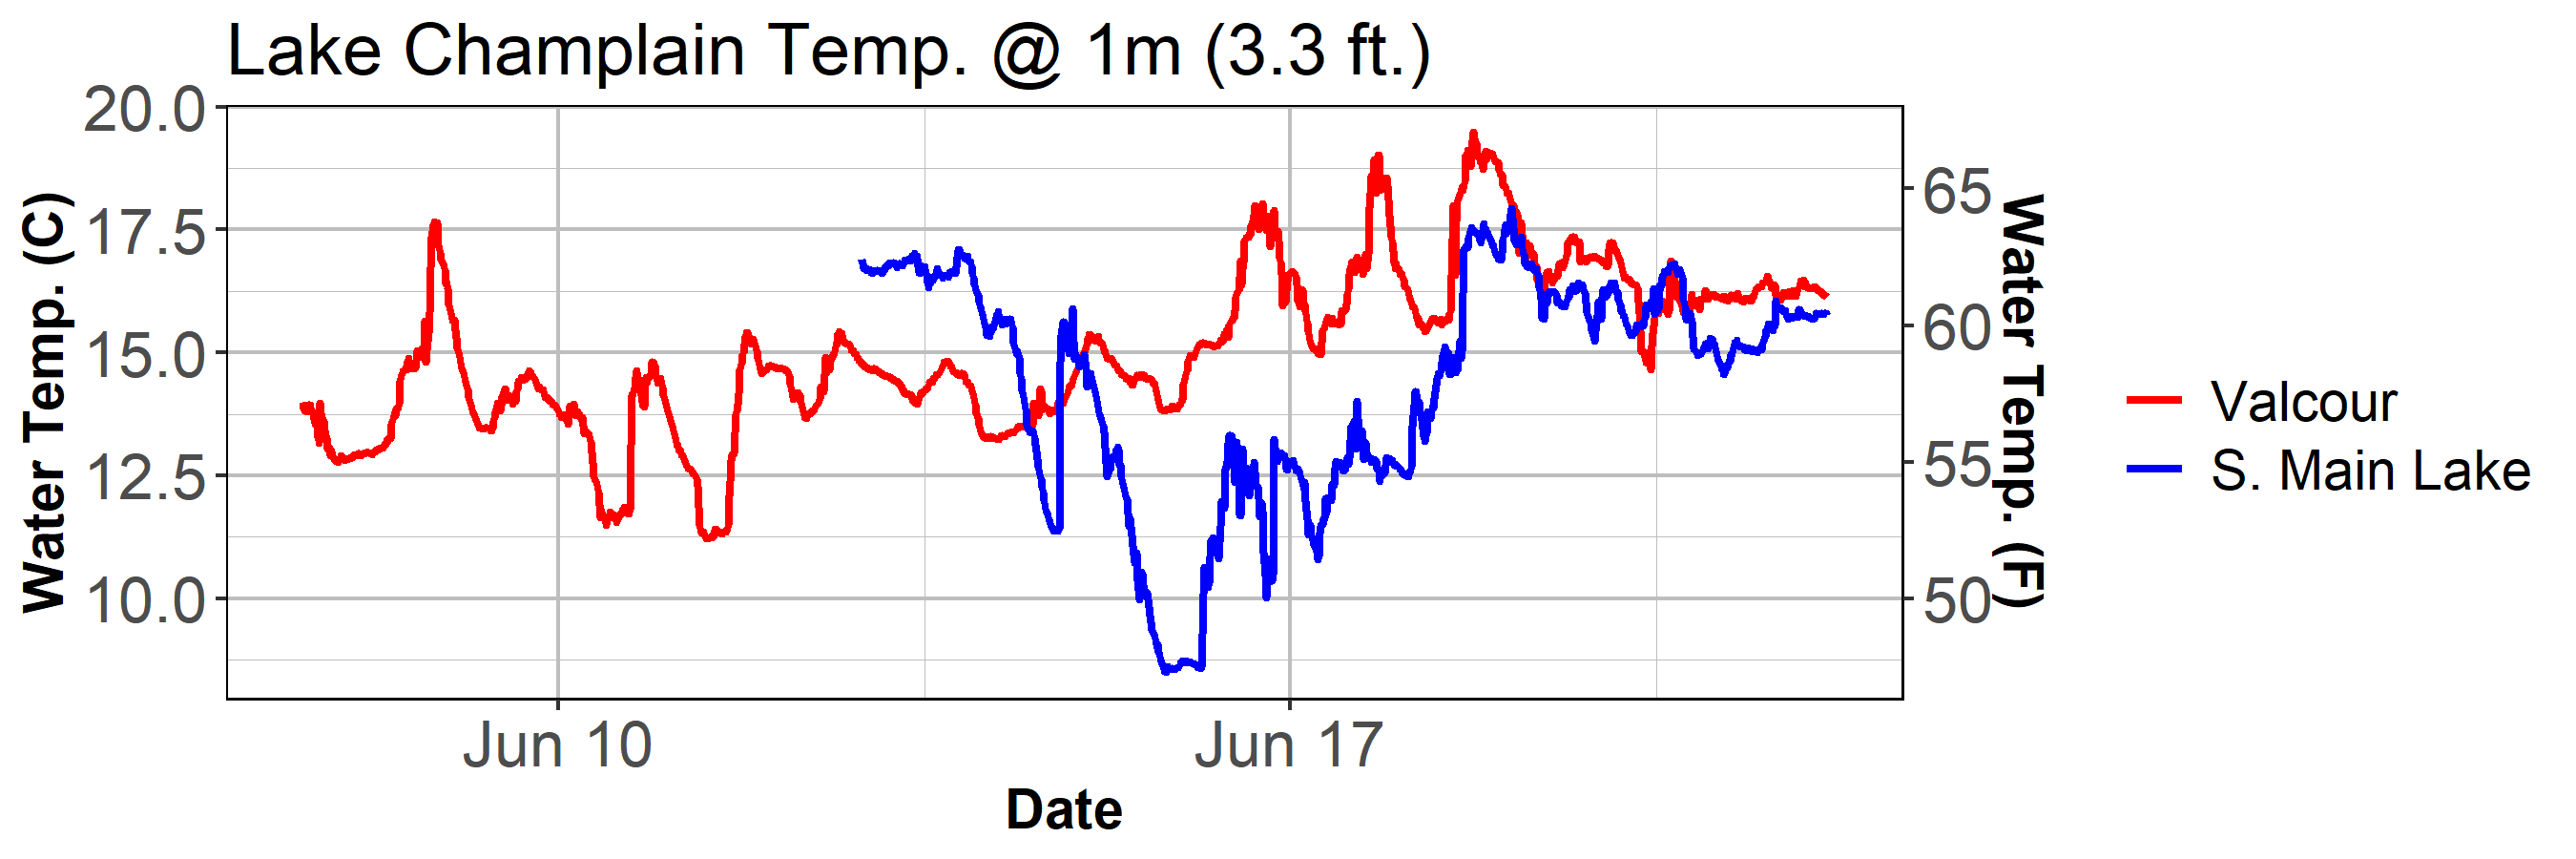 Lake Champlain Temp. @ 1m (3.3 ft.)
Water Temp. (C)
20.0
17.5
15.0
12.5
10.0
65
60
55
50
Water Temp. (F)
Jun 10
Jun 17
Date
Valcour
S. Main Lake